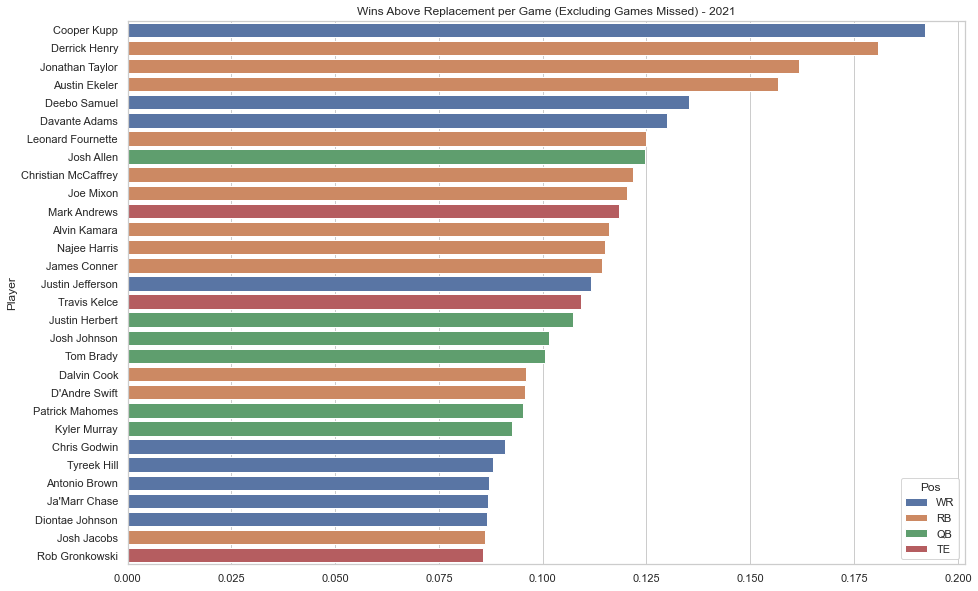 Wins Above Replacement per Game (Excluding Games Missed) - 2021
Player
Cooper Kupp
Derrick Henry
Jonathan Taylor
Austin Ekeler
Deebo Samuel
Davante Adams
Leonard Fournette
Josh Allen
Christian McCaffrey
Joe Mixon
Mark Andrews
Alvin Kamara
Najee Harris
James Conner
Justin Jefferson
Travis Kelce
Justin Herbert
Josh Johnson
Tom Brady
Dalvin Cook
D'Andre Swift
Patrick Mahomes
Kyler Murray
Chris Godwin
Tyreek Hill
Antonio Brown
Ja'Marr Chase
Diontae Johnson
Josh Jacobs
Rob Gronkowski
Pos
WR
RB
QB
TE
0.000 0.025 0.050 0.075 0.100 0.125 0.150 0.175 0.200